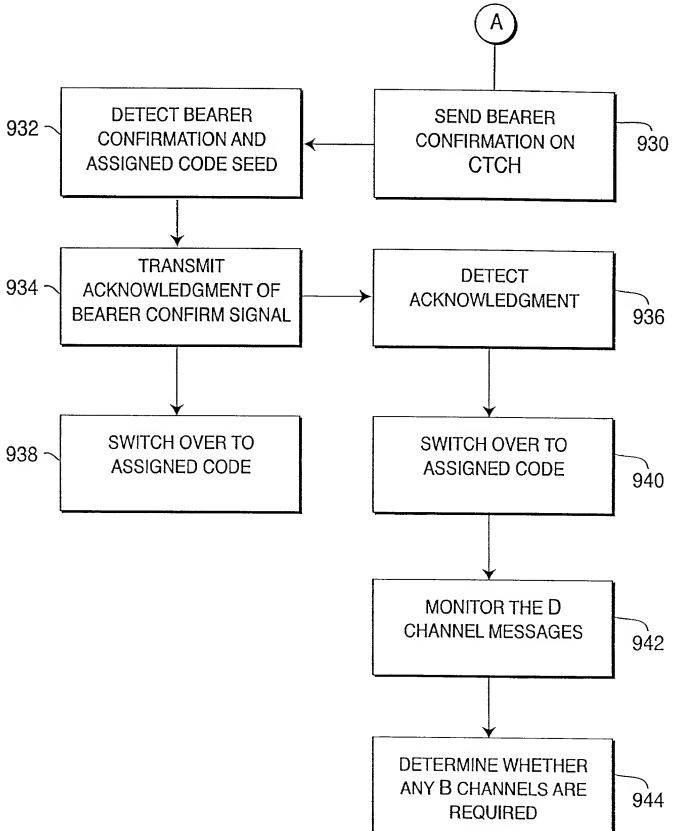 A
DETECT BEARER
CONFIRMATION AND
ASSIGNED CODE SEED
932
SEND BEARER
CONFIRMATION ON
CTCH
930
TRANSMIT
ACKNOWLEDGMENT OF
BEARER CONFIRM SIGNAL
934
DETECT
ACKNOWLEDGMENT
936
SWITCH OVER TO
ASSIGNED CODE
938
SWITCH OVER TO
ASSIGNED CODE
940
MONITOR THE D
CHANNEL MESSAGES
942
DETERMINE WHETHER
ANY B CHANNELS ARE
REQUIRED
944